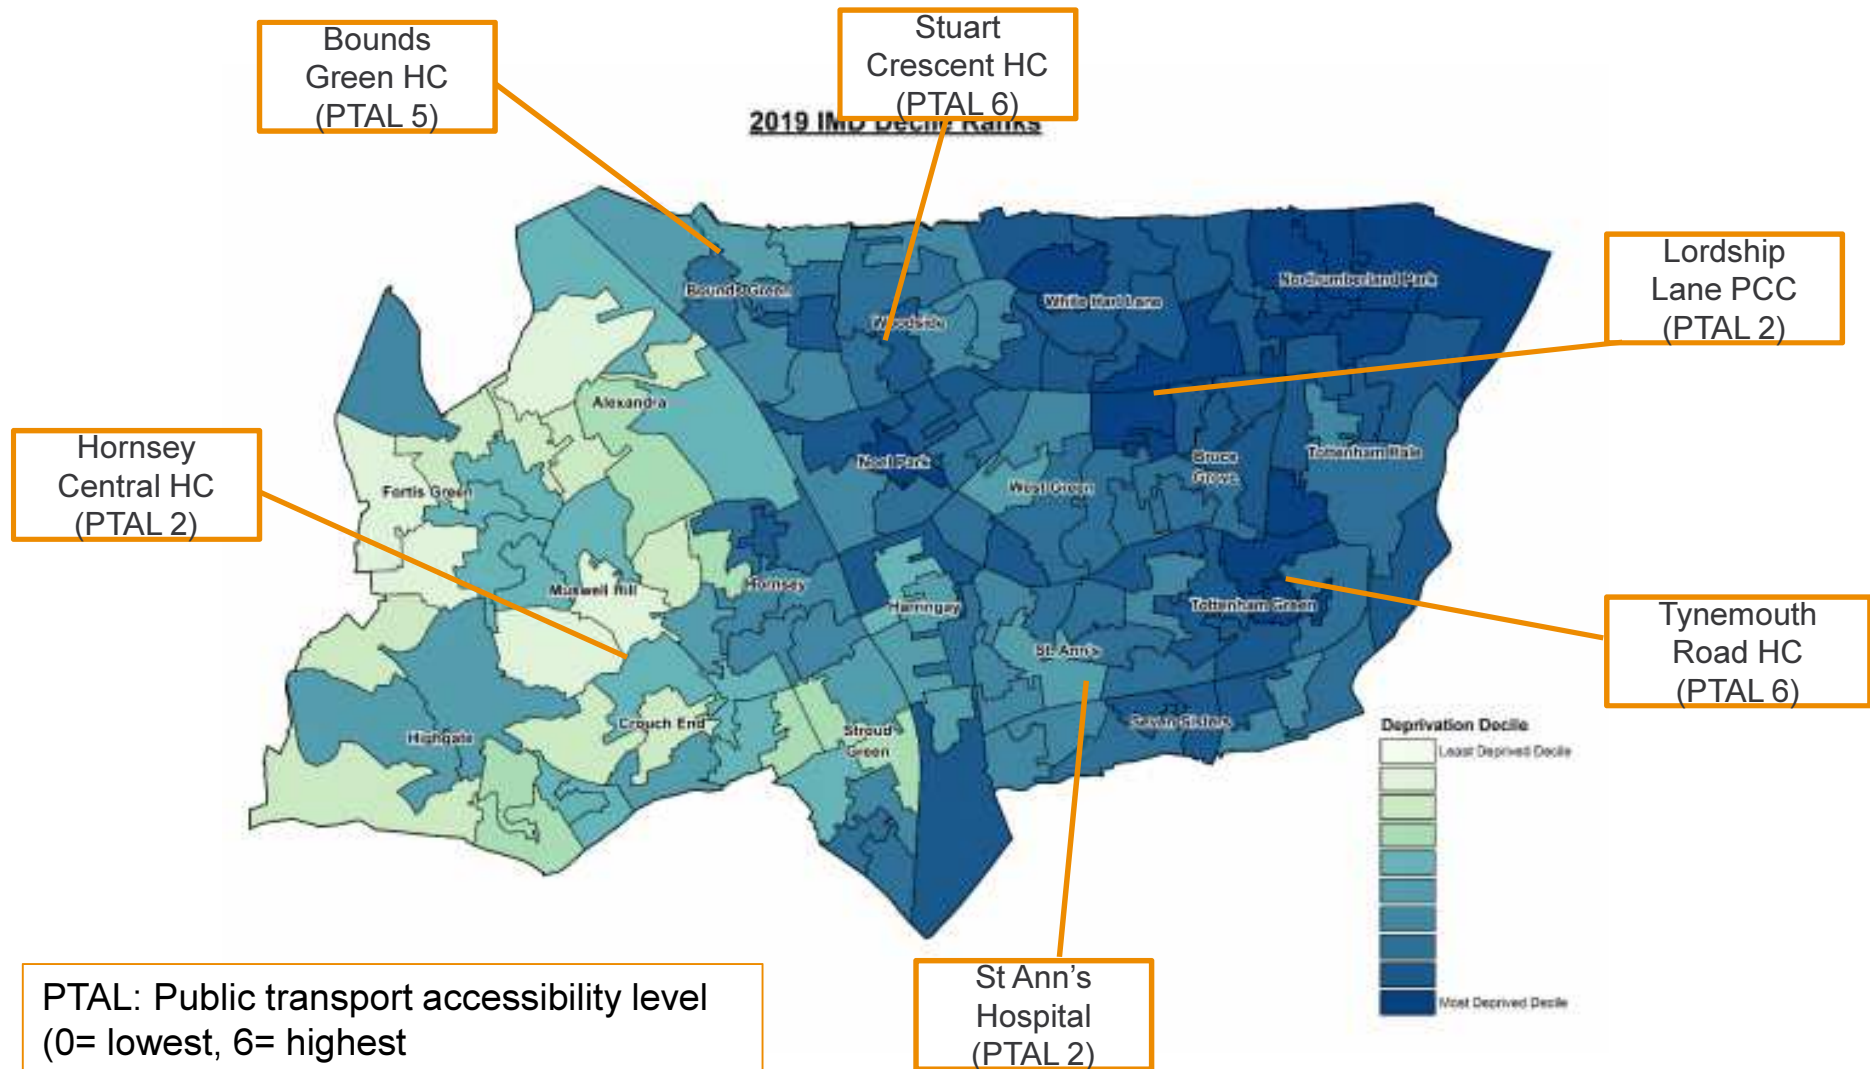 Bounds
Green HC
(PTAL 5)
Stuart
Crescent HC
(PTAL 6)
2019 IMD Decile Ranks
Lordship
Lane PCC
(PTAL 2)
Hornsey
Central HC
(PTAL 2)
Tynemouth
Road HC
(PTAL 6)
St Ann's
Hospital
(PTAL 2)
Bounds Green
Woodside
White Hart Lane
Northumberland Park
Alexandra
Fortis Green
Noel Park
West Green
Bruce
Grove
Tottenham Hale
Muswell Hill
Hornsey
Harringay
Tottenham Green
St. Ann's
Highgate
Crouch End
Stroud
Green
Seven Sisters
Deprivation Decile
Least Deprived Decile
Most Deprived Decile
PTAL: Public transport accessibility level
(0= lowest, 6= highest